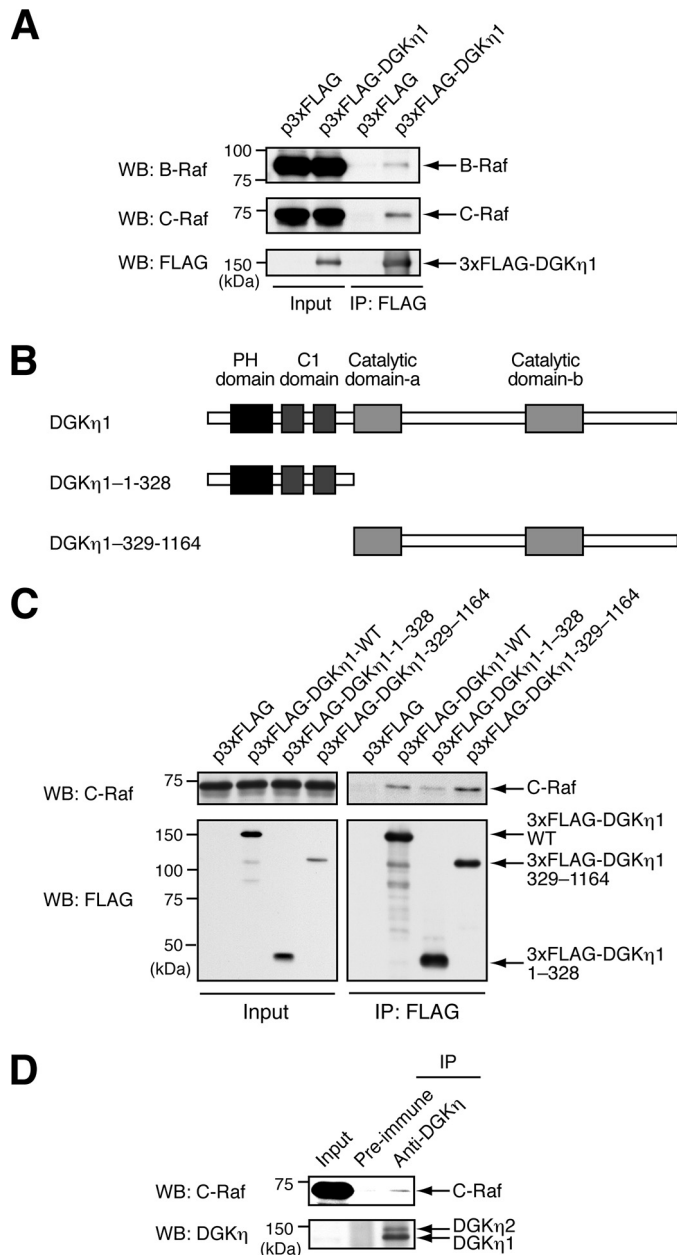 A
p3xFLAG
p3xFLAG-DGKη1
p3xFLAG
p3xFLAG-DGKη1
WB: B-Raf
100
75
B-Raf
WB: C-Raf
75
C-Raf
WB: FLAG
150
(kDa)
3xFLAG-DGKη1
Input
IP: FLAG
B
PH
domain
C1
domain
Catalytic
domain-a
Catalytic
domain-b
DGKη1
DGKη1–1-328
DGKη1–329-1164
C
p3xFLAG
p3xFLAG-DGKη1-WT
p3xFLAG-DGKη1-1–328
p3xFLAG-DGKη1-329–1164
p3xFLAG
p3xFLAG-DGKη1-WT
p3xFLAG-DGKη1-1–328
p3xFLAG-DGKη1-329–1164
WB: C-Raf
75
C-Raf
WB: FLAG
150
100
75
50
(kDa)
3xFLAG-DGKη1
WT
3xFLAG-DGKη1
329–1164
3xFLAG-DGKη1
1–328
Input
IP: FLAG
D
IP
Input
Pre-immune
Anti-DGKη
WB: C-Raf
75
C-Raf
WB: DGKη
150
(kDa)
DGKη2
DGKη1